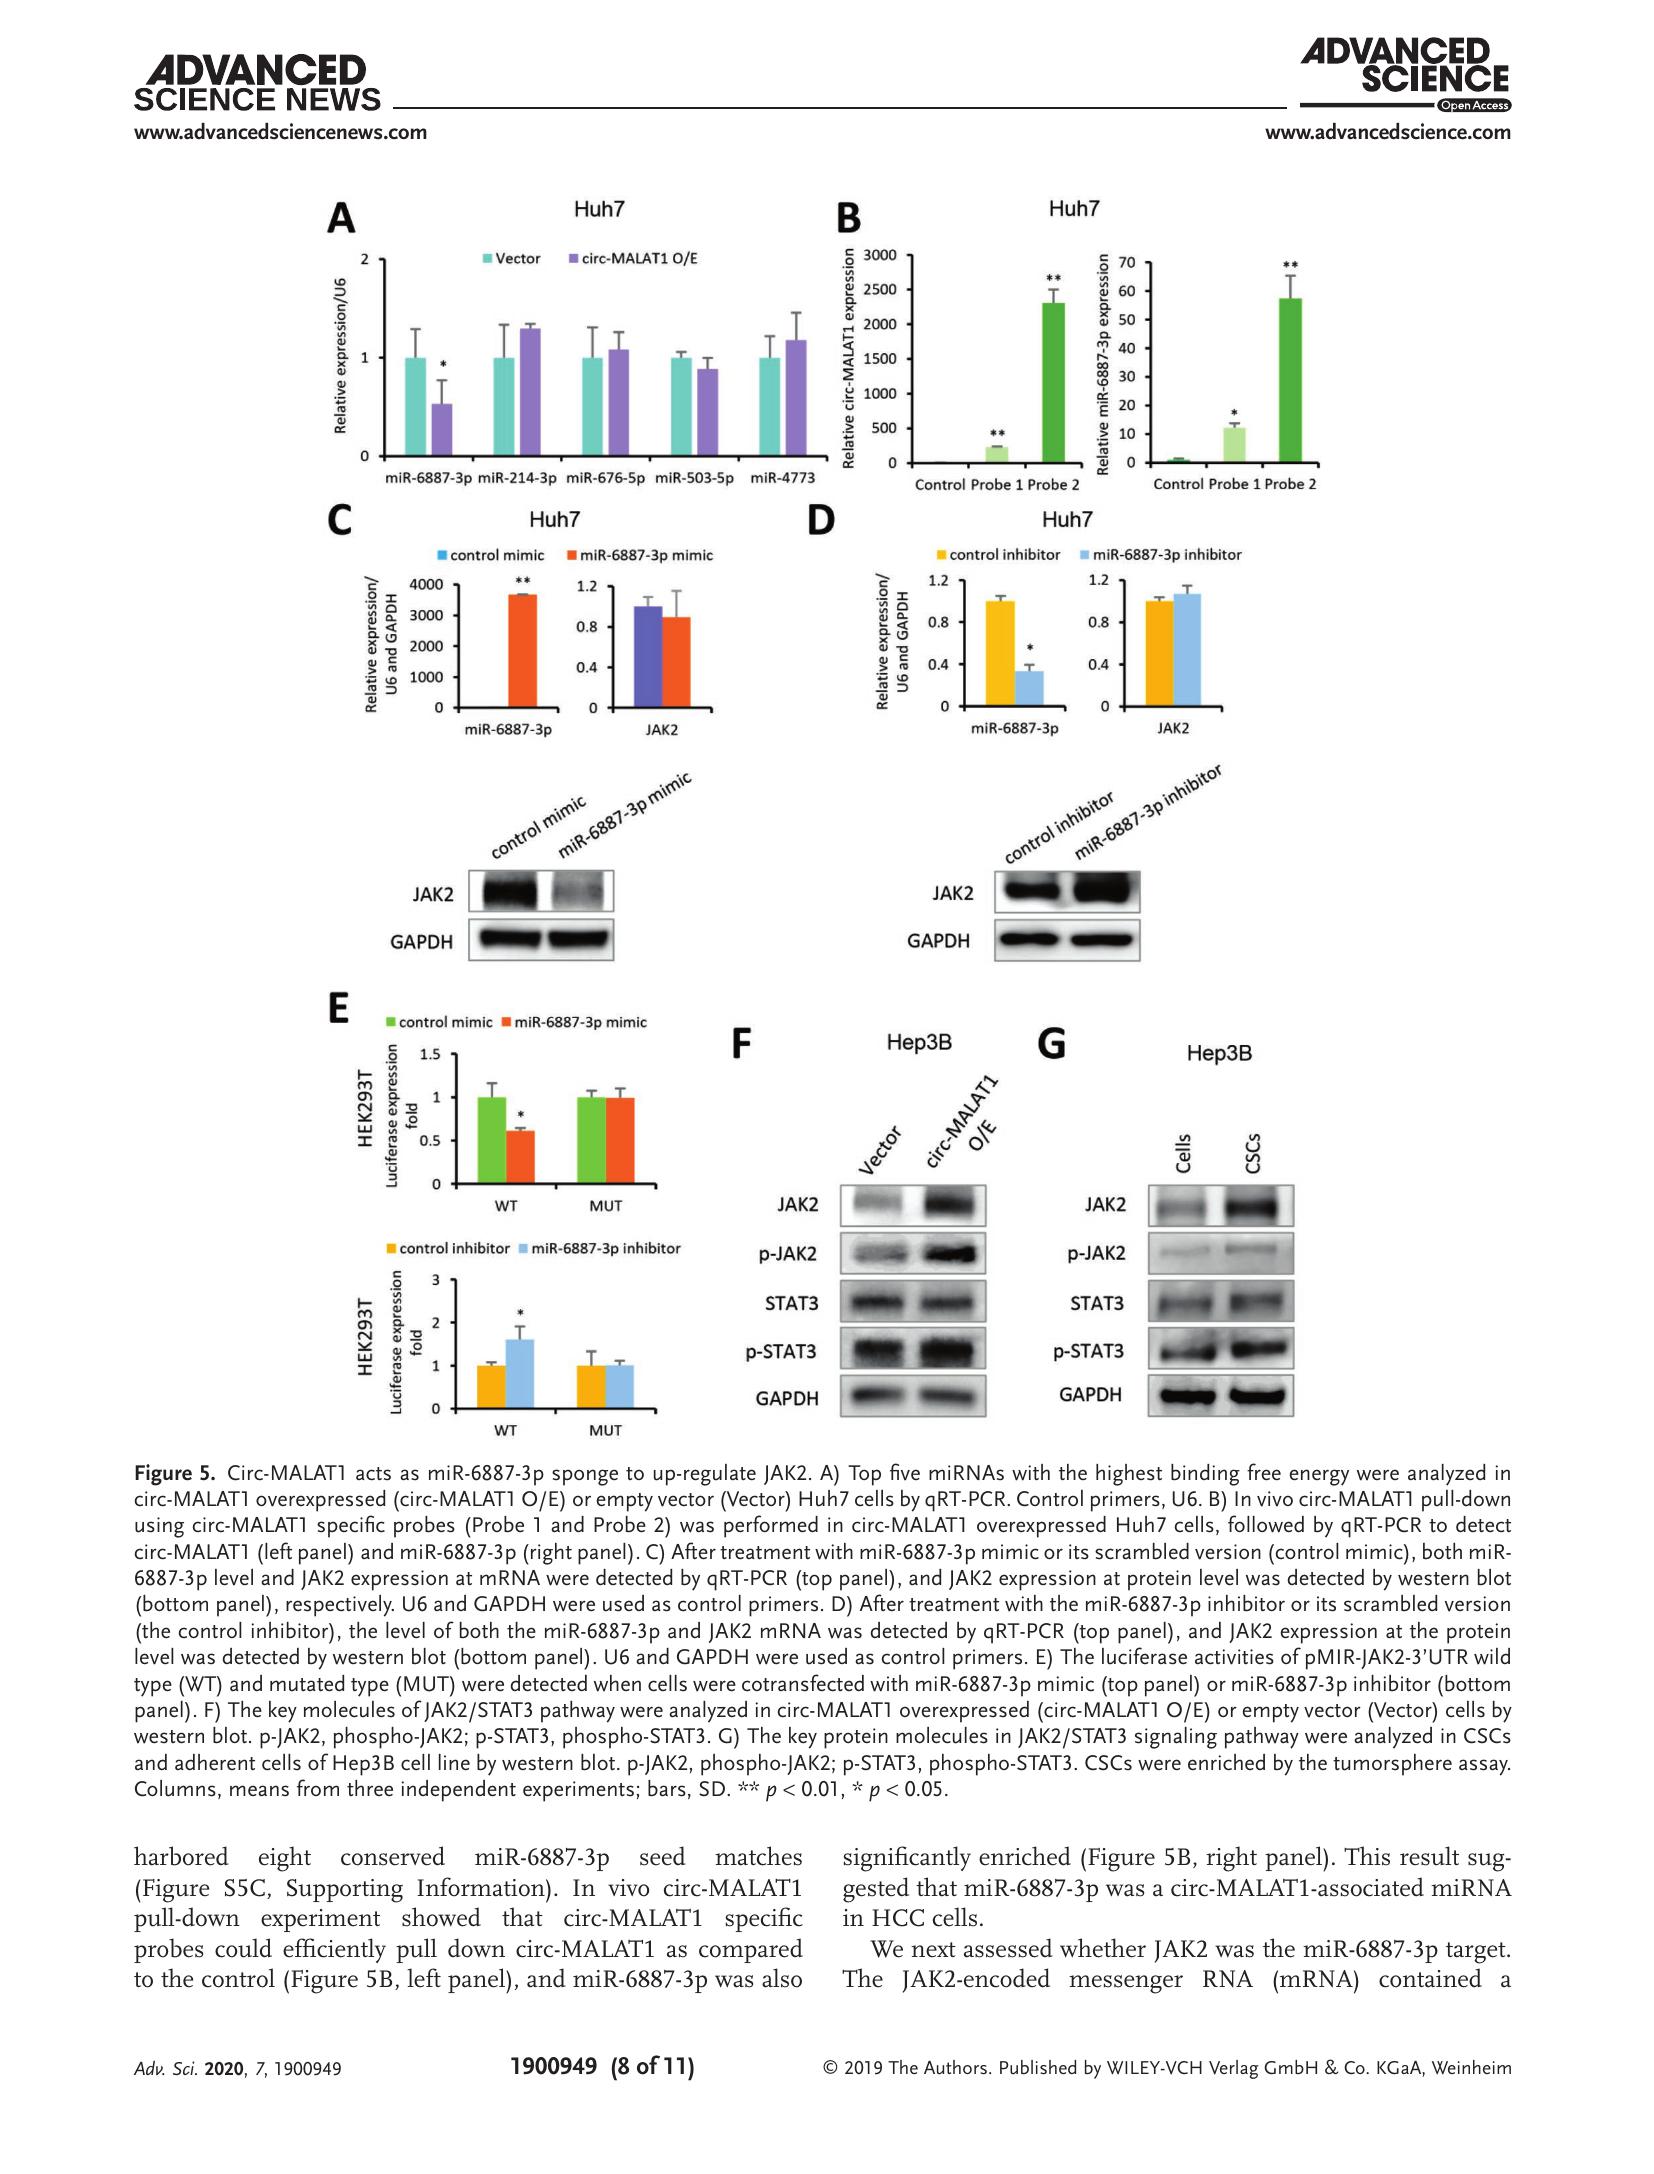 ADVANCED
SCIENCE NEWS
www.advancedsciencenews.com
ADVANCED
SCIENCE
Open Access
www.advancedscience.com
A
Huh7
Vector
circ-MALAT1 O/E
Relative expression/U6
2
1
0
*
miR-6887-3p miR-214-3p miR-676-5p miR-503-5p miR-4773
B
Huh7
Relative circ-MALAT1 expression
3000
2500
2000
1500
1000
500
0
**
**
Control Probe 1 Probe 2
Relative miR-6887-3p expression
70
60
50
40
30
20
10
0
*
**
Control Probe 1 Probe 2
C
Huh7
control mimic
miR-6887-3p mimic
Relative expression/
U6 and GAPDH
4000
3000
2000
1000
0
**
miR-6887-3p
1.2
0.8
0.4
0
JAK2
control mimic
miR-6887-3p mimic
JAK2
GAPDH
D
Huh7
control inhibitor
miR-6887-3p inhibitor
Relative expression/
U6 and GAPDH
1.2
0.8
0.4
0
*
miR-6887-3p
1.2
0.8
0.4
0
JAK2
control inhibitor
miR-6887-3p inhibitor
JAK2
GAPDH
E
control mimic
miR-6887-3p mimic
HEK293T
Luciferase expression
fold
1.5
1
0.5
0
*
WT
MUT
control inhibitor
miR-6887-3p inhibitor
HEK293T
Luciferase expression
fold
3
2
1
0
*
WT
MUT
F
Hep3B
Vector
circ-MALAT1
O/E
JAK2
p-JAK2
STAT3
p-STAT3
GAPDH
G
Hep3B
Cells
CSCs
JAK2
p-JAK2
STAT3
p-STAT3
GAPDH
Figure 5. Circ-MALAT1 acts as miR-6887-3p sponge to up-regulate JAK2. A) Top five miRNAs with the highest binding free energy were analyzed in
circ-MALAT1 overexpressed (circ-MALAT1 O/E) or empty vector (Vector) Huh7 cells by qRT-PCR. Control primers, U6. B) In vivo circ-MALAT1 pull-down
using circ-MALAT1 specific probes (Probe 1 and Probe 2) was performed in circ-MALAT1 overexpressed Huh7 cells, followed by qRT-PCR to detect
circ-MALAT1 (left panel) and miR-6887-3p (right panel). C) After treatment with miR-6887-3p mimic or its scrambled version (control mimic), both miR-
6887-3p level and JAK2 expression at mRNA were detected by qRT-PCR (top panel), and JAK2 expression at protein level was detected by western blot
(bottom panel), respectively. U6 and GAPDH were used as control primers. D) After treatment with the miR-6887-3p inhibitor or its scrambled version
(the control inhibitor), the level of both the miR-6887-3p and JAK2 mRNA was detected by qRT-PCR (top panel), and JAK2 expression at the protein
level was detected by western blot (bottom panel). U6 and GAPDH were used as control primers. E) The luciferase activities of pMIR-JAK2-3’UTR wild
type (WT) and mutated type (MUT) were detected when cells were cotransfected with miR-6887-3p mimic (top panel) or miR-6887-3p inhibitor (bottom
panel). F) The key molecules of JAK2/STAT3 pathway were analyzed in circ-MALAT1 overexpressed (circ-MALAT1 O/E) or empty vector (Vector) cells by
western blot. p-JAK2, phospho-JAK2; p-STAT3, phospho-STAT3. G) The key protein molecules in JAK2/STAT3 signaling pathway were analyzed in CSCs
and adherent cells of Hep3B cell line by western blot. p-JAK2, phospho-JAK2; p-STAT3, phospho-STAT3. CSCs were enriched by the tumorsphere assay.
Columns, means from three independent experiments; bars, SD. ** p < 0.01, * p < 0.05.
harbored eight conserved miR-6887-3p seed matches
(Figure S5C, Supporting Information). In vivo circ-MALAT1
pull-down experiment showed that circ-MALAT1 specific
probes could efficiently pull down circ-MALAT1 as compared
to the control (Figure 5B, left panel), and miR-6887-3p was also
significantly enriched (Figure 5B, right panel). This result sug-
gested that miR-6887-3p was a circ-MALAT1-associated miRNA
in HCC cells.
We next assessed whether JAK2 was the miR-6887-3p target.
The JAK2-encoded messenger RNA (mRNA) contained a
Adv. Sci. 2020, 7, 1900949
1900949 (8 of 11)
© 2019 The Authors. Published by WILEY-VCH Verlag GmbH & Co. KGaA, Weinheim